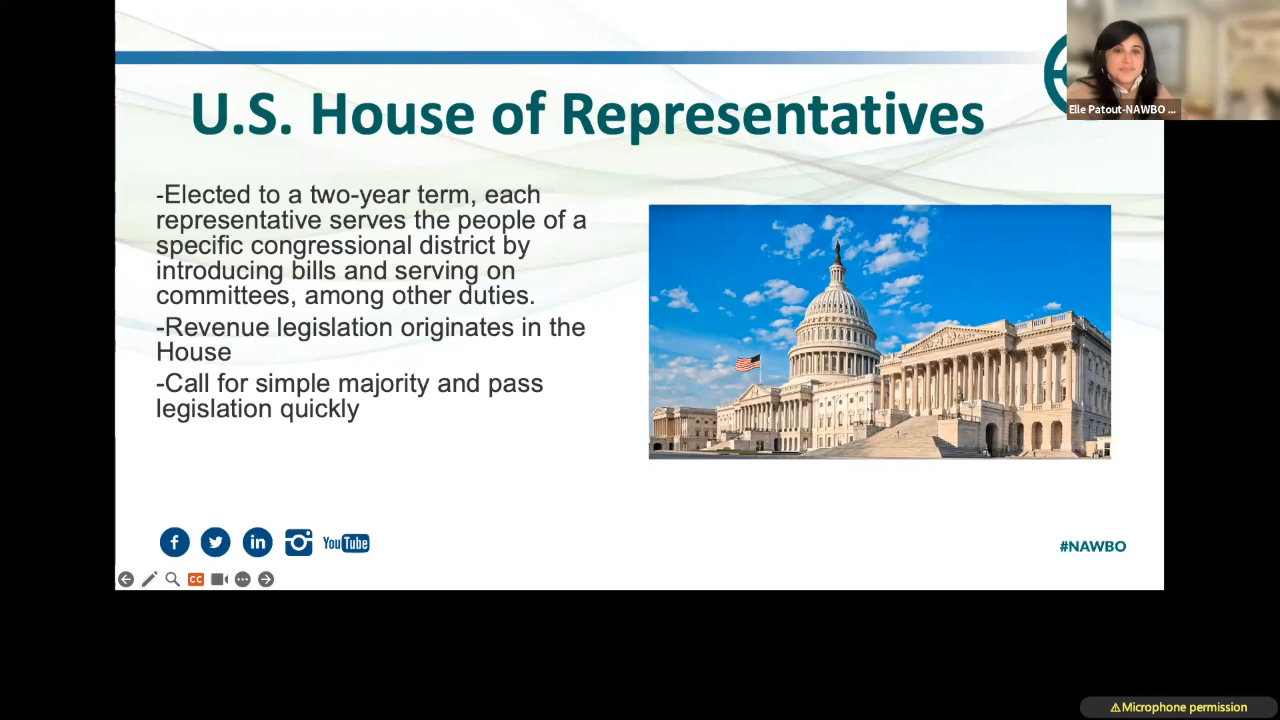 U.S. House of Representatives
Elle Patout-NAWBO ...
-Elected to a two-year term, each
representative serves the people of a
specific congressional district by
introducing bills and serving on
committees, among other duties.
-Revenue legislation originates in the
House
-Call for simple majority and pass
legislation quickly
f
in
YouTube
#NAWBO
CC
⚠Microphone permission